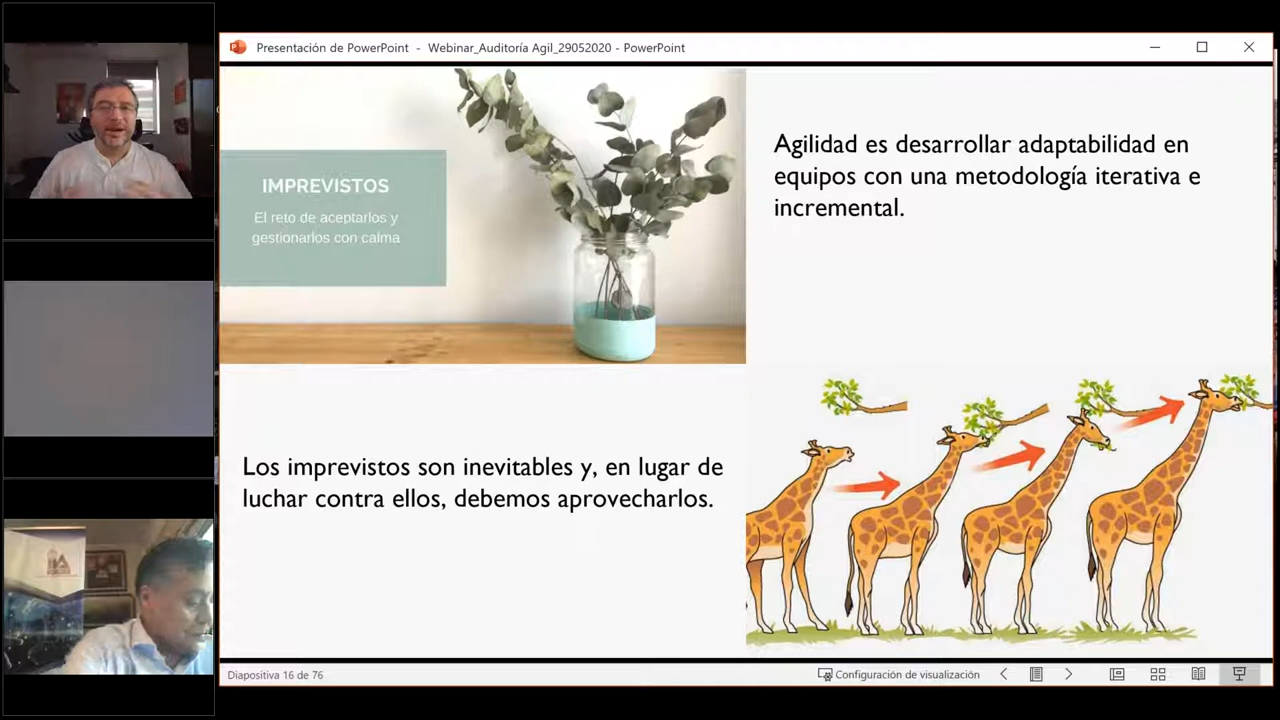 Presentación de PowerPoint - Webinar_Auditoría Agil_29052020 - PowerPoint
IMPREVISTOS
El reto de aceptarlos y
gestionarlos con calma
Agilidad es desarrollar adaptabilidad en
equipos con una metodología iterativa e
incremental.
Los imprevistos son inevitables y, en lugar de
luchar contra ellos, debemos aprovecharlos.
Diapositiva 16 de 76
Configuración de visualización